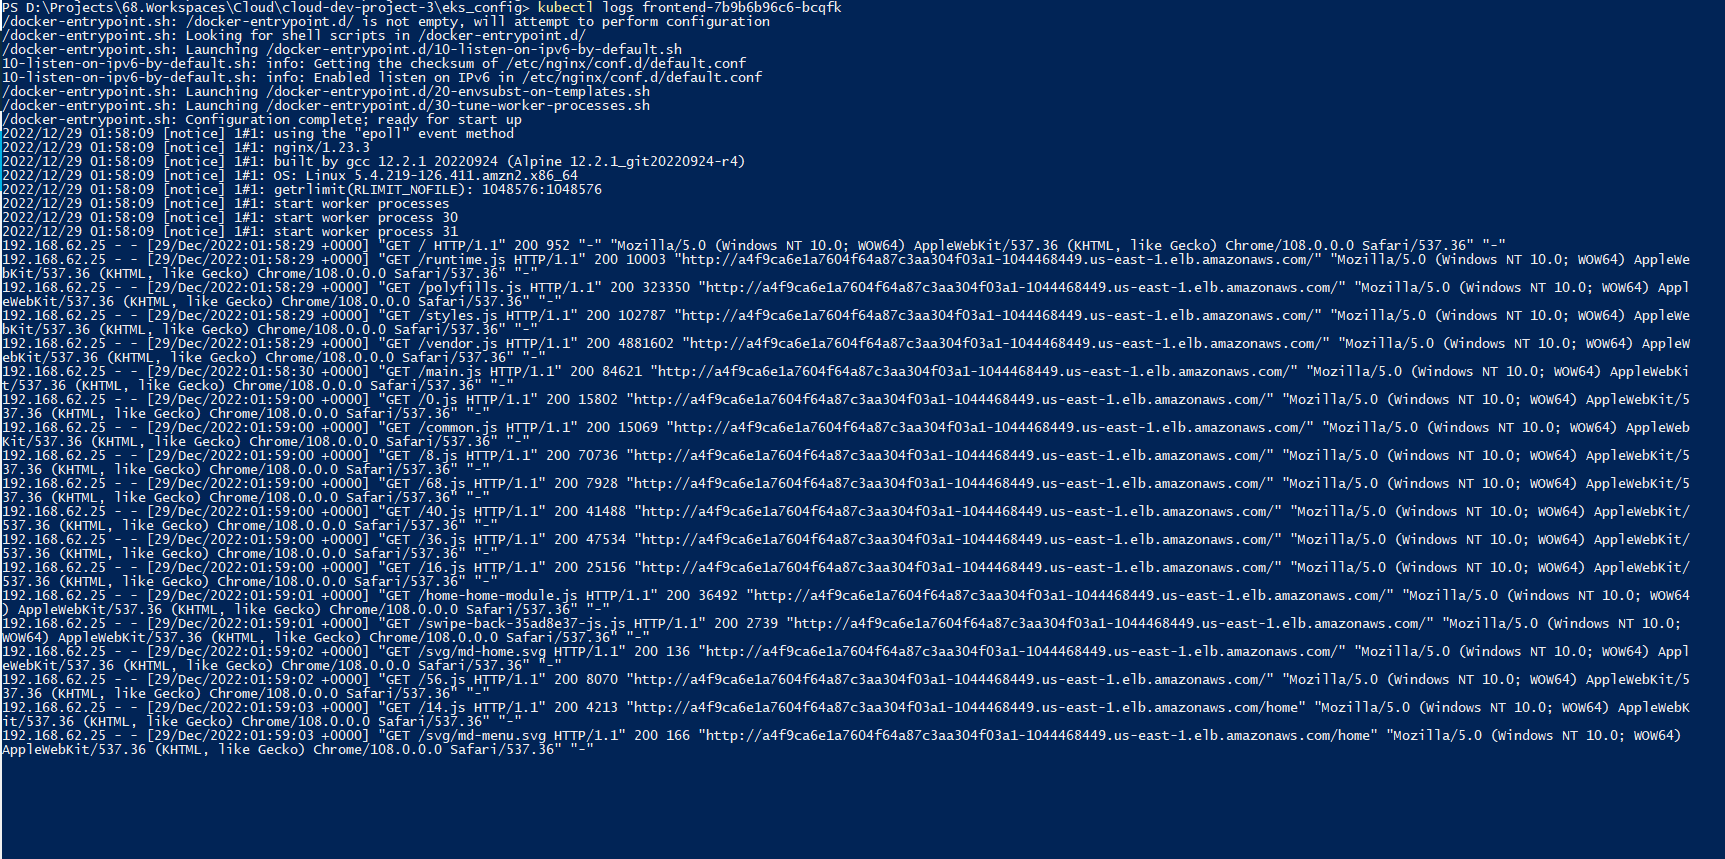 PS D:\Projects\68.Workspaces\Cloud\cloud-dev-project-3\eks_config> kubectl logs frontend-7b9b6b96c6-bcqfk
/docker-entrypoint.sh: /docker-entrypoint.d/ is not empty, will attempt to perform configuration
/docker-entrypoint.sh: Looking for shell scripts in /docker-entrypoint.d/
/docker-entrypoint.sh: Launching /docker-entrypoint.d/10-listen-on-ipv6-by-default.sh
10-listen-on-ipv6-by-default.sh: info: Getting the checksum of /etc/nginx/conf.d/default.conf
10-listen-on-ipv6-by-default.sh: info: Enabled listen on IPv6 in /etc/nginx/conf.d/default.conf
/docker-entrypoint.sh: Launching /docker-entrypoint.d/20-envsubst-on-templates.sh
/docker-entrypoint.sh: Launching /docker-entrypoint.d/30-tune-worker-processes.sh
/docker-entrypoint.sh: Configuration complete; ready for start up
2022/12/29 01:58:09 [notice] 1#1: using the "epoll" event method
2022/12/29 01:58:09 [notice] 1#1: nginx/1.23.3
2022/12/29 01:58:09 [notice] 1#1: built by gcc 12.2.1 20220924 (Alpine 12.2.1_git20220924-r4)
2022/12/29 01:58:09 [notice] 1#1: OS: Linux 5.4.219-126.411.amzn2.x86_64
2022/12/29 01:58:09 [notice] 1#1: getrlimit(RLIMIT_NOFILE): 1048576:1048576
2022/12/29 01:58:09 [notice] 1#1: start worker processes
2022/12/29 01:58:09 [notice] 1#1: start worker process 30
2022/12/29 01:58:09 [notice] 1#1: start worker process 31
192.168.62.25 - - [29/Dec/2022:01:58:29 +0000] "GET / HTTP/1.1" 200 952 "-" "Mozilla/5.0 (Windows NT 10.0; WOW64) AppleWebKit/537.36 (KHTML, like Gecko) Chrome/108.0.0.0 Safari/537.36" "-"
192.168.62.25 - - [29/Dec/2022:01:58:29 +0000] "GET /runtime.js HTTP/1.1" 200 10003 "http://a4f9ca6e1a7604f64a87c3aa304f03a1-1044468449.us-east-1.elb.amazonaws.com/" "Mozilla/5.0 (Windows NT 10.0; WOW64) AppleWe
bKit/537.36 (KHTML, like Gecko) Chrome/108.0.0.0 Safari/537.36" "-"
192.168.62.25 - - [29/Dec/2022:01:58:29 +0000] "GET /polyfills.js HTTP/1.1" 200 323350 "http://a4f9ca6e1a7604f64a87c3aa304f03a1-1044468449.us-east-1.elb.amazonaws.com/" "Mozilla/5.0 (Windows NT 10.0; WOW64) Appl
eWebKit/537.36 (KHTML, like Gecko) Chrome/108.0.0.0 Safari/537.36" "-"
192.168.62.25 - - [29/Dec/2022:01:58:29 +0000] "GET /styles.js HTTP/1.1" 200 102787 "http://a4f9ca6e1a7604f64a87c3aa304f03a1-1044468449.us-east-1.elb.amazonaws.com/" "Mozilla/5.0 (Windows NT 10.0; WOW64) AppleWe
bKit/537.36 (KHTML, like Gecko) Chrome/108.0.0.0 Safari/537.36" "-"
192.168.62.25 - - [29/Dec/2022:01:58:29 +0000] "GET /vendor.js HTTP/1.1" 200 4881602 "http://a4f9ca6e1a7604f64a87c3aa304f03a1-1044468449.us-east-1.elb.amazonaws.com/" "Mozilla/5.0 (Windows NT 10.0; WOW64) AppleW
ebKit/537.36 (KHTML, like Gecko) Chrome/108.0.0.0 Safari/537.36" "-"
192.168.62.25 - - [29/Dec/2022:01:58:30 +0000] "GET /main.js HTTP/1.1" 200 84621 "http://a4f9ca6e1a7604f64a87c3aa304f03a1-1044468449.us-east-1.elb.amazonaws.com/" "Mozilla/5.0 (Windows NT 10.0; WOW64) AppleWebKi
t/537.36 (KHTML, like Gecko) Chrome/108.0.0.0 Safari/537.36" "-"
192.168.62.25 - - [29/Dec/2022:01:59:00 +0000] "GET /0.js HTTP/1.1" 200 15802 "http://a4f9ca6e1a7604f64a87c3aa304f03a1-1044468449.us-east-1.elb.amazonaws.com/" "Mozilla/5.0 (Windows NT 10.0; WOW64) AppleWebKit/5
37.36 (KHTML, like Gecko) Chrome/108.0.0.0 Safari/537.36" "-"
192.168.62.25 - - [29/Dec/2022:01:59:00 +0000] "GET /common.js HTTP/1.1" 200 15069 "http://a4f9ca6e1a7604f64a87c3aa304f03a1-1044468449.us-east-1.elb.amazonaws.com/" "Mozilla/5.0 (Windows NT 10.0; WOW64) AppleWeb
Kit/537.36 (KHTML, like Gecko) Chrome/108.0.0.0 Safari/537.36" "-"
192.168.62.25 - - [29/Dec/2022:01:59:00 +0000] "GET /8.js HTTP/1.1" 200 70736 "http://a4f9ca6e1a7604f64a87c3aa304f03a1-1044468449.us-east-1.elb.amazonaws.com/" "Mozilla/5.0 (Windows NT 10.0; WOW64) AppleWebKit/5
37.36 (KHTML, like Gecko) Chrome/108.0.0.0 Safari/537.36" "-"
192.168.62.25 - - [29/Dec/2022:01:59:00 +0000] "GET /68.js HTTP/1.1" 200 7928 "http://a4f9ca6e1a7604f64a87c3aa304f03a1-1044468449.us-east-1.elb.amazonaws.com/" "Mozilla/5.0 (Windows NT 10.0; WOW64) AppleWebKit/5
37.36 (KHTML, like Gecko) Chrome/108.0.0.0 Safari/537.36" "-"
192.168.62.25 - - [29/Dec/2022:01:59:00 +0000] "GET /40.js HTTP/1.1" 200 41488 "http://a4f9ca6e1a7604f64a87c3aa304f03a1-1044468449.us-east-1.elb.amazonaws.com/" "Mozilla/5.0 (Windows NT 10.0; WOW64) AppleWebKit/
537.36 (KHTML, like Gecko) Chrome/108.0.0.0 Safari/537.36" "-"
192.168.62.25 - - [29/Dec/2022:01:59:00 +0000] "GET /36.js HTTP/1.1" 200 47534 "http://a4f9ca6e1a7604f64a87c3aa304f03a1-1044468449.us-east-1.elb.amazonaws.com/" "Mozilla/5.0 (Windows NT 10.0; WOW64) AppleWebKit/
537.36 (KHTML, like Gecko) Chrome/108.0.0.0 Safari/537.36" "-"
192.168.62.25 - - [29/Dec/2022:01:59:00 +0000] "GET /16.js HTTP/1.1" 200 25156 "http://a4f9ca6e1a7604f64a87c3aa304f03a1-1044468449.us-east-1.elb.amazonaws.com/" "Mozilla/5.0 (Windows NT 10.0; WOW64) AppleWebKit/
537.36 (KHTML, like Gecko) Chrome/108.0.0.0 Safari/537.36" "-"
192.168.62.25 - - [29/Dec/2022:01:59:01 +0000] "GET /home-home-module.js HTTP/1.1" 200 36492 "http://a4f9ca6e1a7604f64a87c3aa304f03a1-1044468449.us-east-1.elb.amazonaws.com/" "Mozilla/5.0 (Windows NT 10.0; WOW64
) AppleWebKit/537.36 (KHTML, like Gecko) Chrome/108.0.0.0 Safari/537.36" "-"
192.168.62.25 - - [29/Dec/2022:01:59:01 +0000] "GET /swipe-back-35ad8e37-js.js HTTP/1.1" 200 2739 "http://a4f9ca6e1a7604f64a87c3aa304f03a1-1044468449.us-east-1.elb.amazonaws.com/" "Mozilla/5.0 (Windows NT 10.0;
WOW64) AppleWebKit/537.36 (KHTML, like Gecko) Chrome/108.0.0.0 Safari/537.36" "-"
192.168.62.25 - - [29/Dec/2022:01:59:02 +0000] "GET /svg/md-home.svg HTTP/1.1" 200 136 "http://a4f9ca6e1a7604f64a87c3aa304f03a1-1044468449.us-east-1.elb.amazonaws.com/" "Mozilla/5.0 (Windows NT 10.0; WOW64) Appl
eWebKit/537.36 (KHTML, like Gecko) Chrome/108.0.0.0 Safari/537.36" "-"
192.168.62.25 - - [29/Dec/2022:01:59:02 +0000] "GET /56.js HTTP/1.1" 200 8070 "http://a4f9ca6e1a7604f64a87c3aa304f03a1-1044468449.us-east-1.elb.amazonaws.com/" "Mozilla/5.0 (Windows NT 10.0; WOW64) AppleWebKit/5
37.36 (KHTML, like Gecko) Chrome/108.0.0.0 Safari/537.36" "-"
192.168.62.25 - - [29/Dec/2022:01:59:03 +0000] "GET /14.js HTTP/1.1" 200 4213 "http://a4f9ca6e1a7604f64a87c3aa304f03a1-1044468449.us-east-1.elb.amazonaws.com/home" "Mozilla/5.0 (Windows NT 10.0; WOW64) AppleWebK
it/537.36 (KHTML, like Gecko) Chrome/108.0.0.0 Safari/537.36" "-"
192.168.62.25 - - [29/Dec/2022:01:59:03 +0000] "GET /svg/md-menu.svg HTTP/1.1" 200 166 "http://a4f9ca6e1a7604f64a87c3aa304f03a1-1044468449.us-east-1.elb.amazonaws.com/home" "Mozilla/5.0 (Windows NT 10.0; WOW64)
AppleWebKit/537.36 (KHTML, like Gecko) Chrome/108.0.0.0 Safari/537.36" "-"